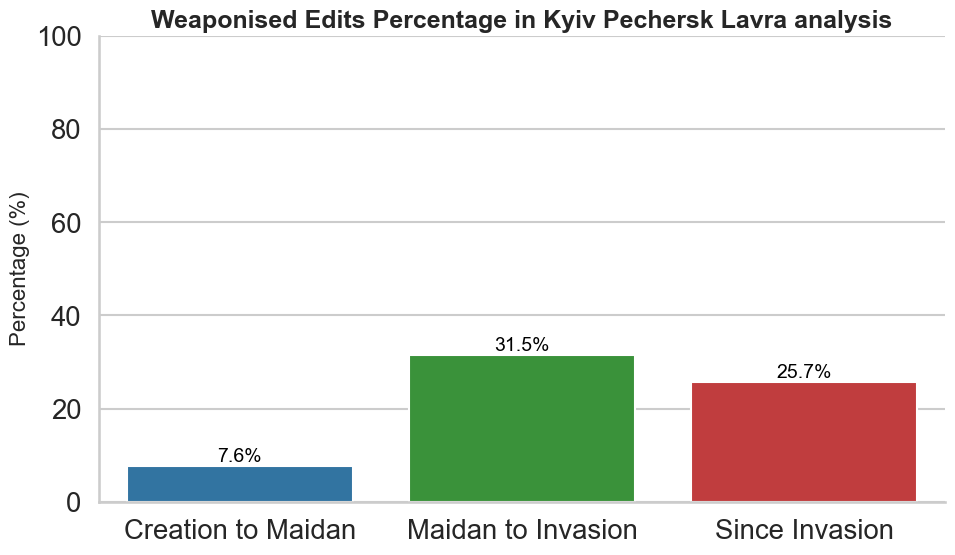 Weaponised Edits Percentage in Kyiv Pechersk Lavra analysis
Percentage (%)
100
80
60
40
20
0
7.6%
31.5%
25.7%
Creation to Maidan
Maidan to Invasion
Since Invasion